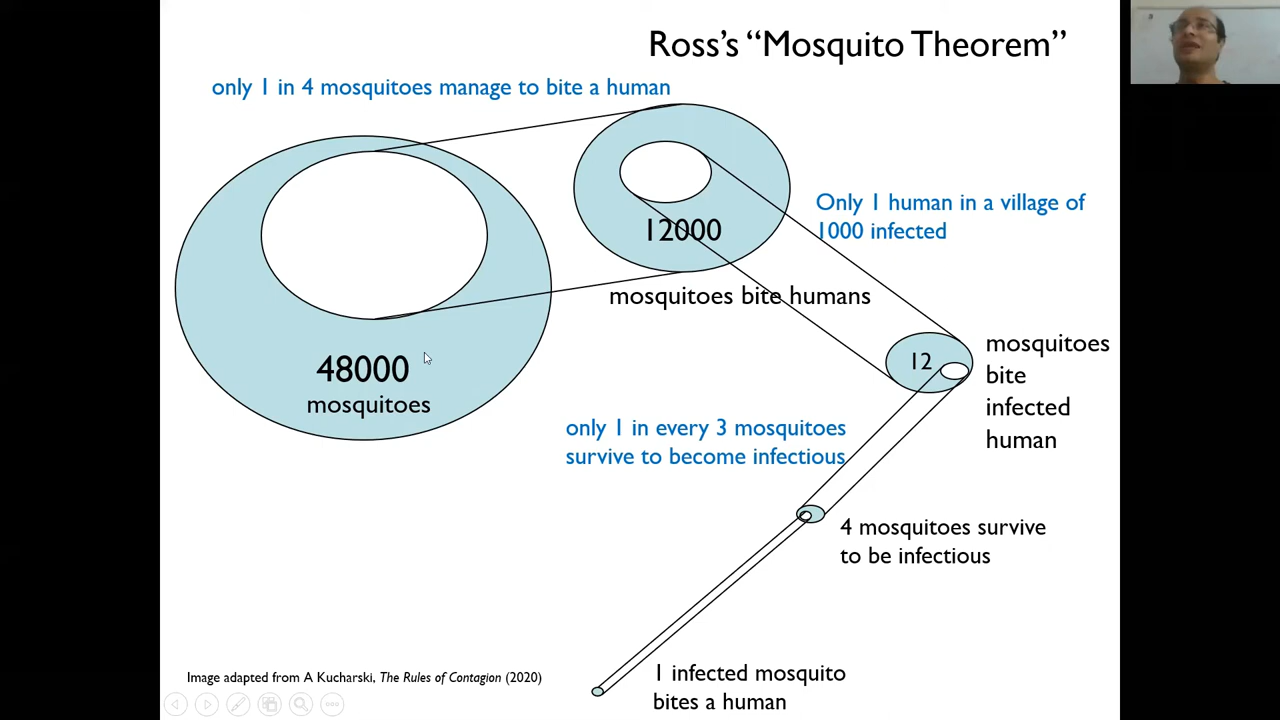 Ross's “Mosquito Theorem”
only 1 in 4 mosquitoes manage to bite a human
Only 1 human in a village of
1000 infected
12000
mosquitoes bite humans
48000
mosquitoes
12
mosquitoes
bite
infected
human
only 1 in every 3 mosquitoes
survive to become infectious
4 mosquitoes survive
to be infectious
1 infected mosquito
bites a human
Image adapted from A Kucharski, The Rules of Contagion (2020)